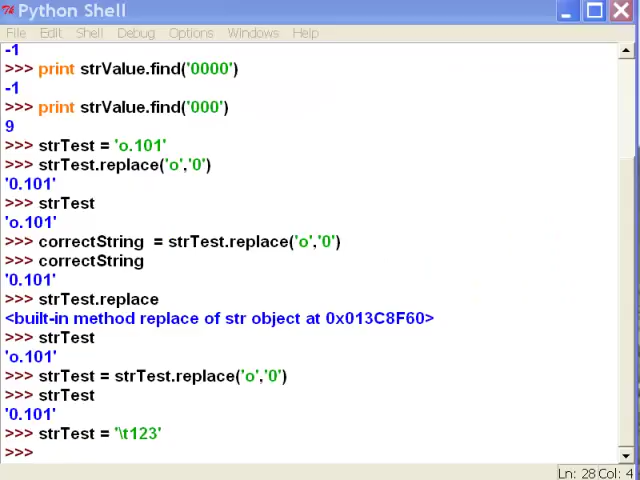 Python Shell
File Edit Shell Debug Options Windows Help
-1
>>> print strValue.find('0000')
-1
>>> print strValue.find('000')
9
>>> strTest = 'o.101'
>>> strTest.replace('o','0')
'0.101'
>>> strTest
'o.101'
>>> correctString  = strTest.replace('o','0')
>>> correctString
'0.101'
>>> strTest.replace
<built-in method replace of str object at 0x013C8F60>
>>> strTest
'o.101'
>>> strTest = strTest.replace('o','0')
>>> strTest
'0.101'
>>> strTest = '\t123'
>>>
Ln: 28 Col: 4